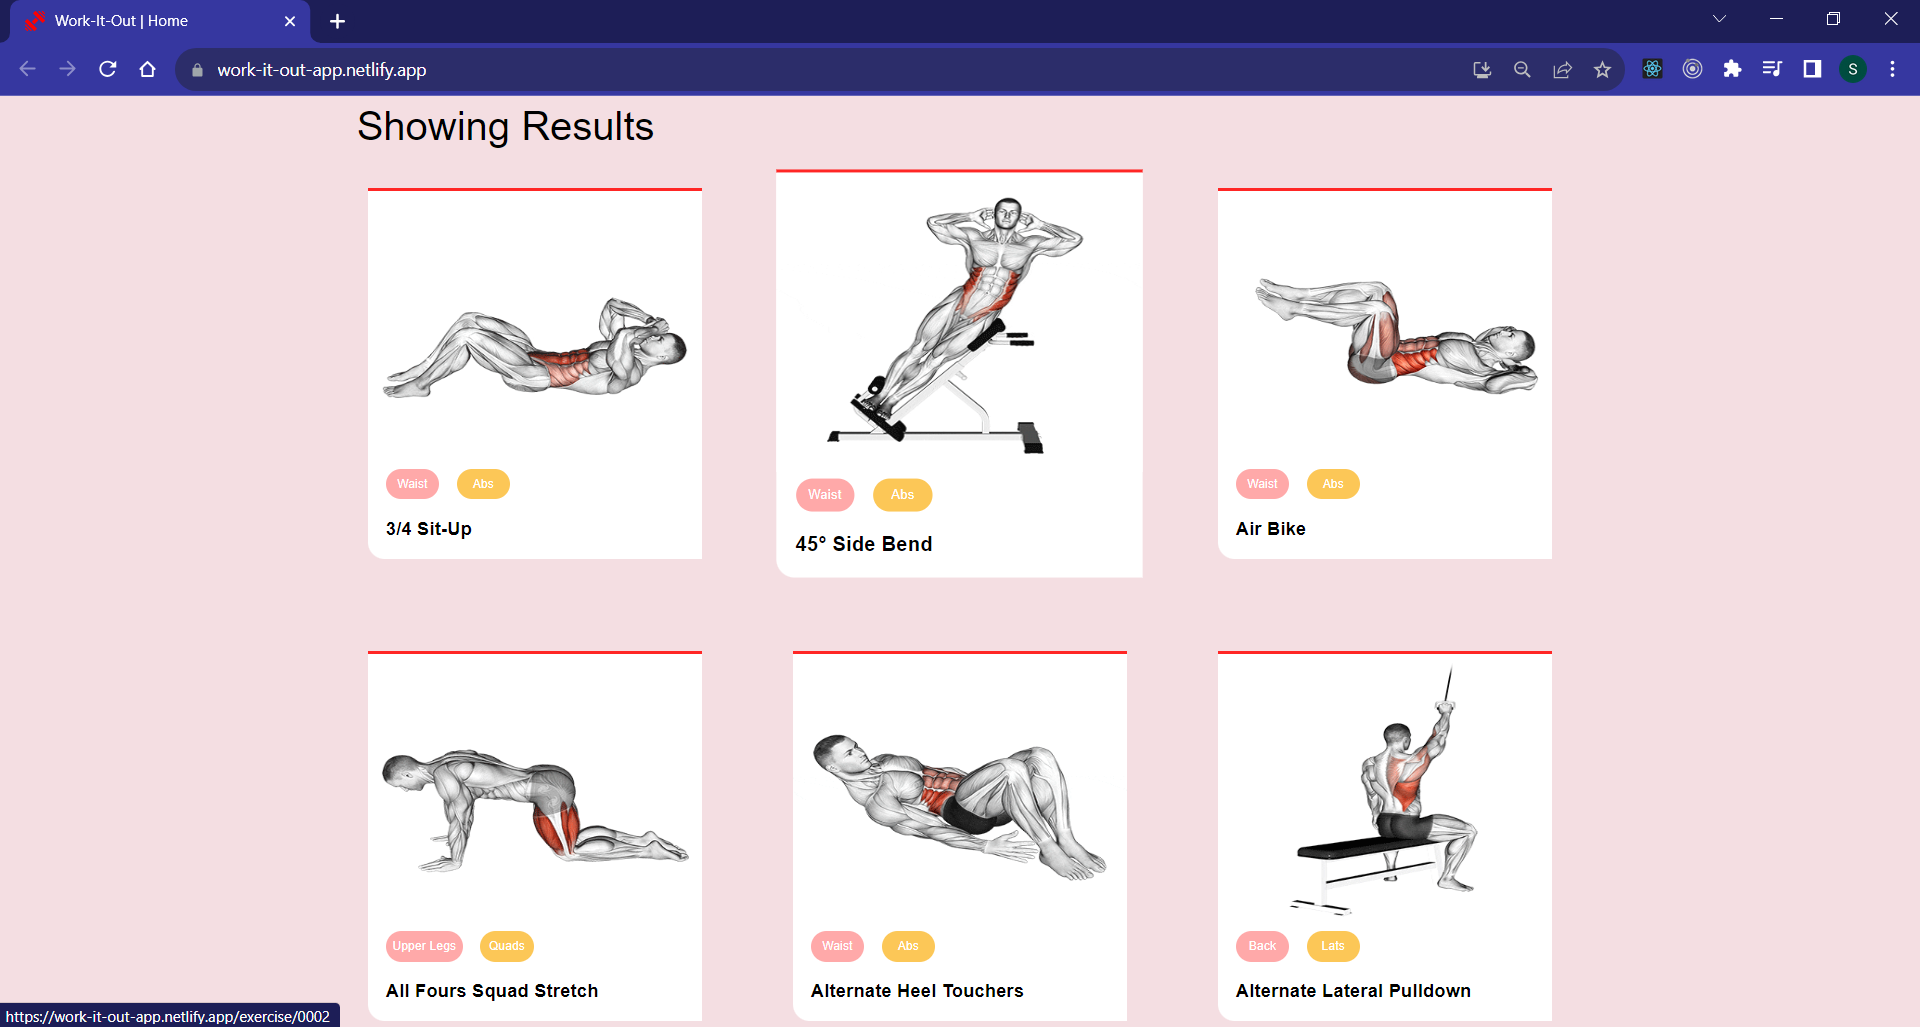 Work-It-Out | Home
work-it-out-app.netlify.app
S
Showing Results
Waist Abs
3/4 Sit-Up
Waist Abs
45° Side Bend
Waist Abs
Air Bike
Upper Legs Quads
All Fours Squad Stretch
Waist Abs
Alternate Heel Touchers
Back Lats
Alternate Lateral Pulldown
https://work-it-out-app.netlify.app/exercise/0002